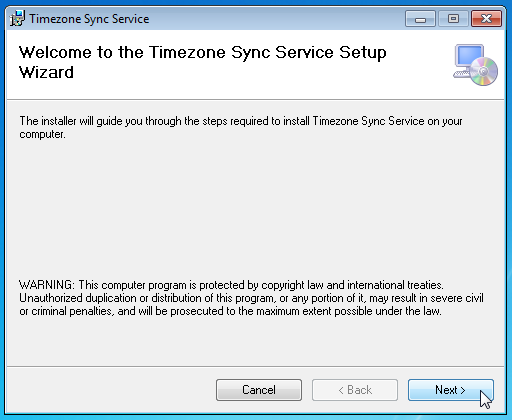 Timezone Sync Service
Welcome to the Timezone Sync Service Setup
Wizard
The installer will guide you through the steps required to install Timezone Sync Service on your
computer.
WARNING: This computer program is protected by copyright law and international treaties.
Unauthorized duplication or distribution of this program, or any portion of it, may result in severe civil
or criminal penalties, and will be prosecuted to the maximum extent possible under the law.
Cancel < Back Next >